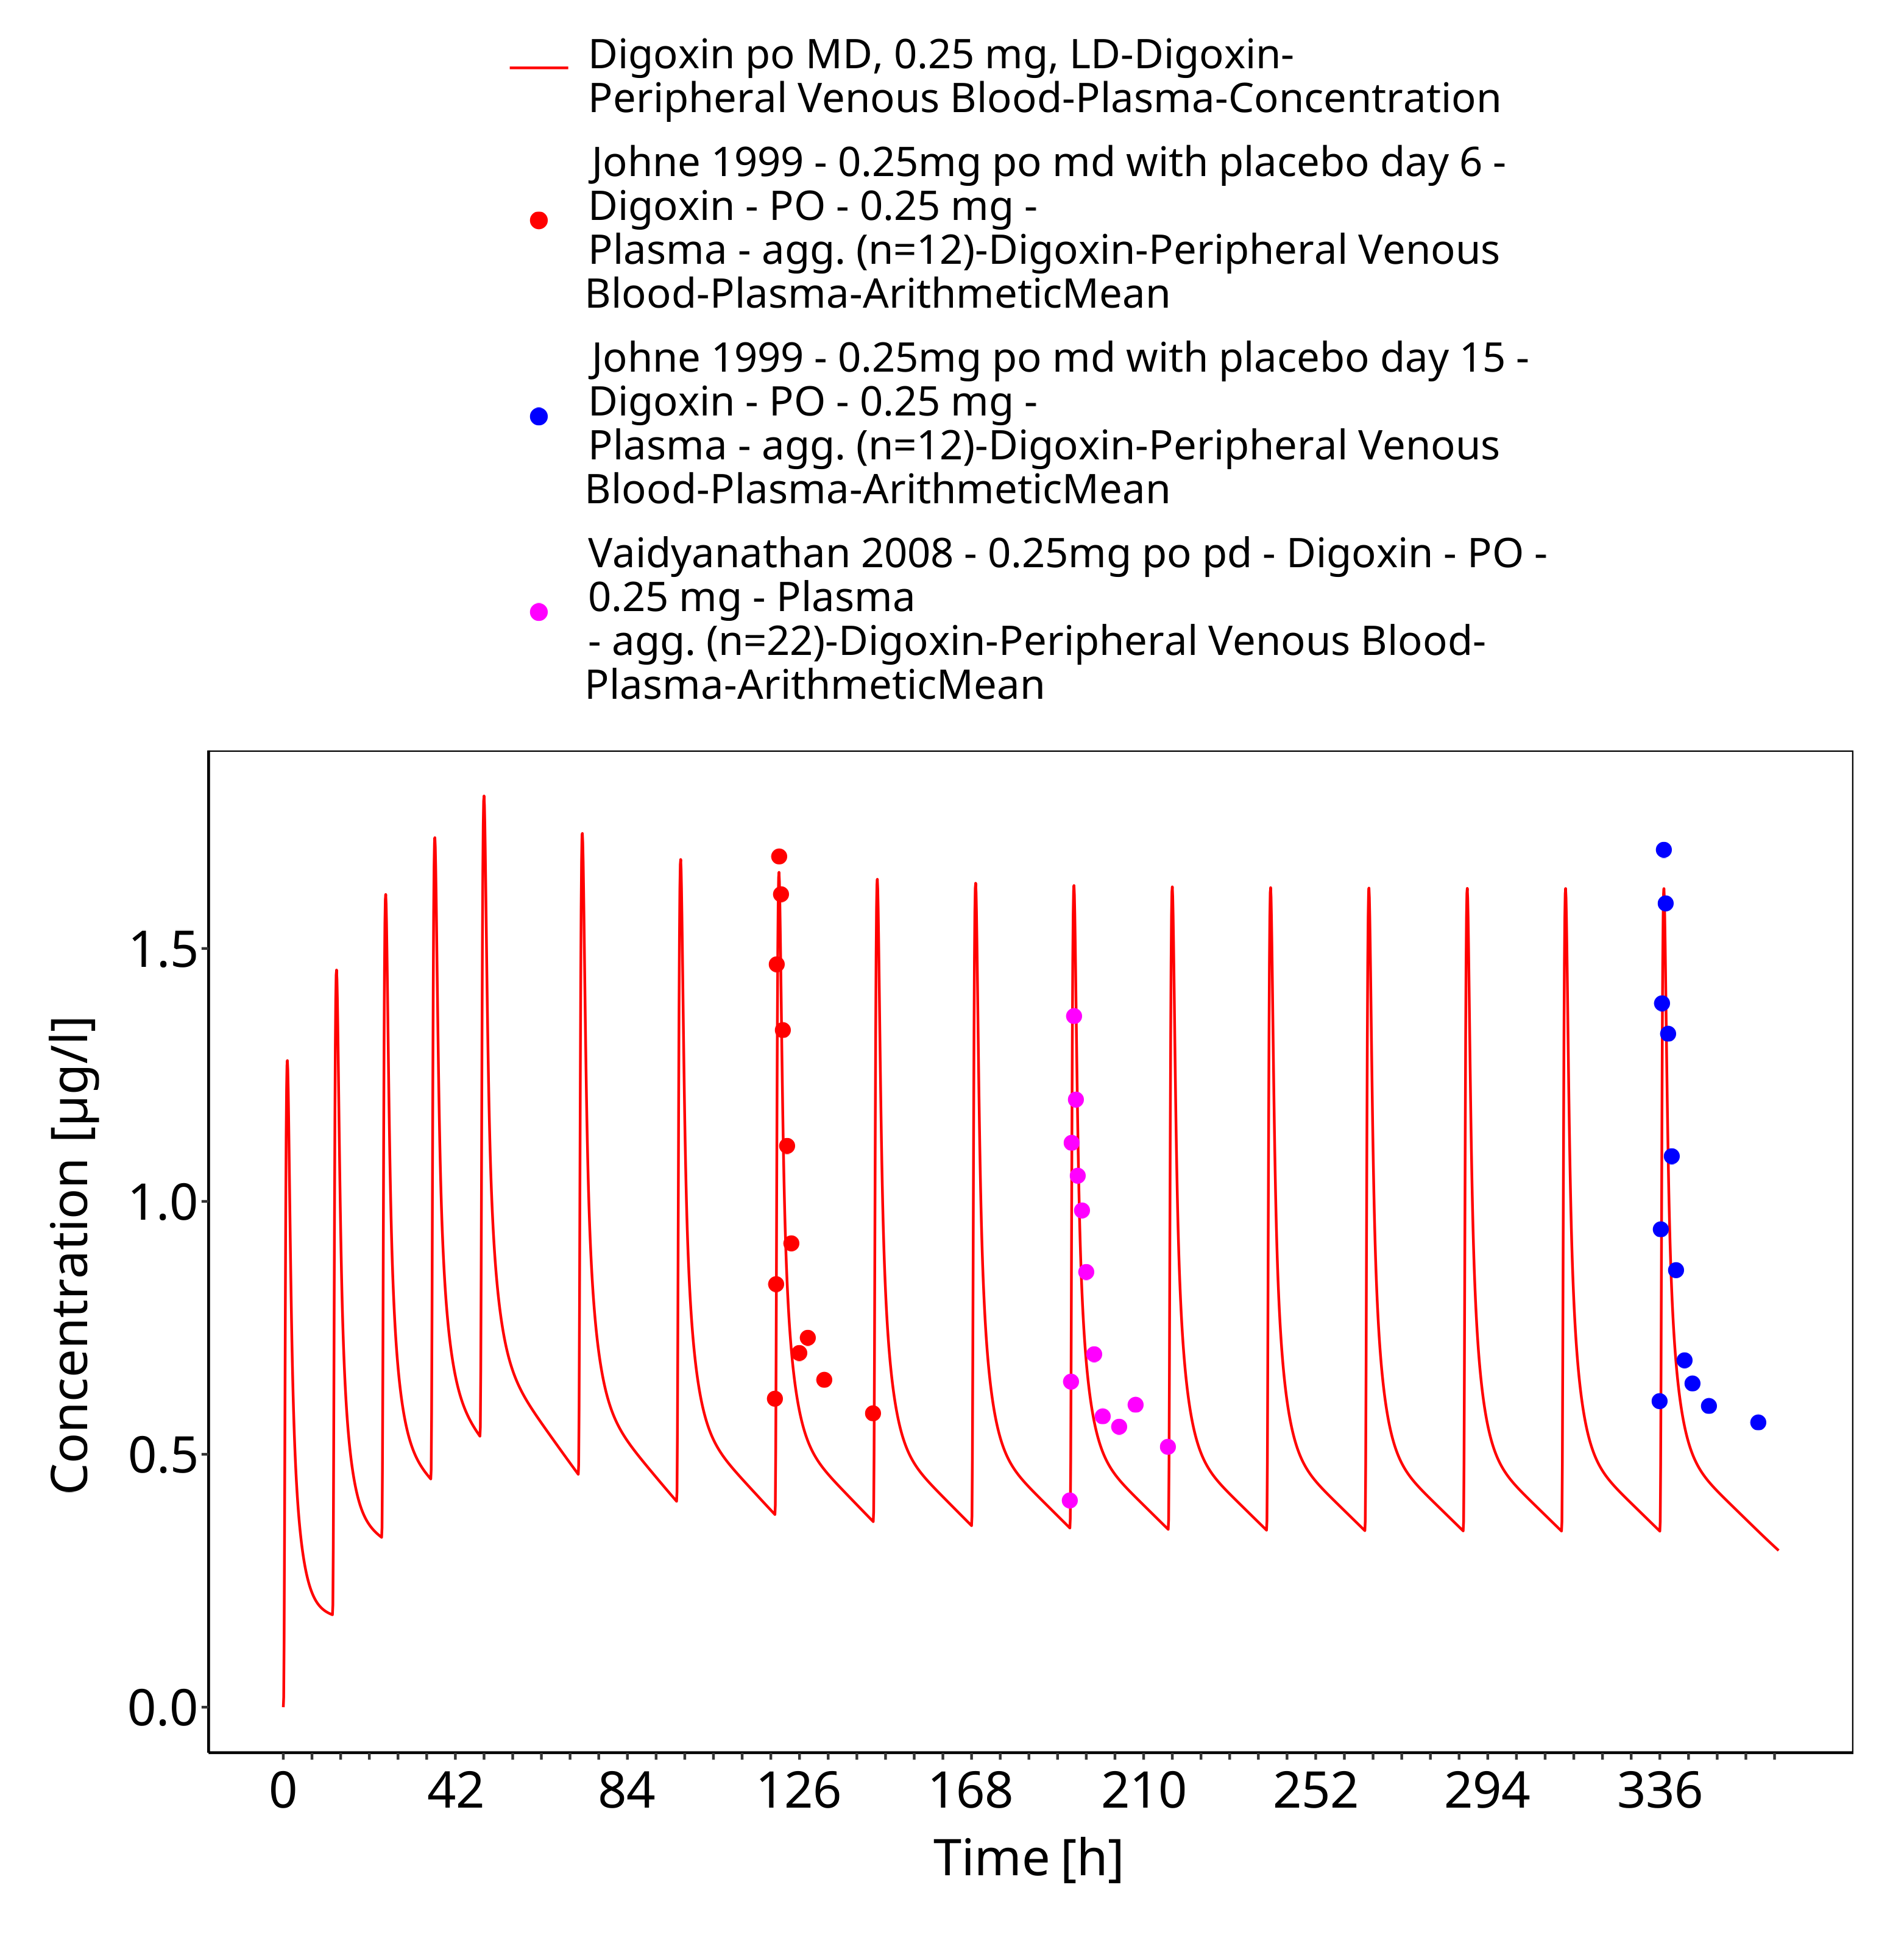 Digoxin po MD, 0.25 mg, LD-Digoxin-
Peripheral Venous Blood-Plasma-Concentration
Johne 1999 - 0.25mg po md with placebo day 6 -
Digoxin - PO - 0.25 mg -
Plasma - agg. (n=12)-Digoxin-Peripheral Venous
Blood-Plasma-ArithmeticMean
Johne 1999 - 0.25mg po md with placebo day 15 -
Digoxin - PO - 0.25 mg -
Plasma - agg. (n=12)-Digoxin-Peripheral Venous
Blood-Plasma-ArithmeticMean
Vaidyanathan 2008 - 0.25mg po pd - Digoxin - PO -
0.25 mg - Plasma
- agg. (n=22)-Digoxin-Peripheral Venous Blood-
Plasma-ArithmeticMean
Concentration [µg/l]
1.5
1.0
0.5
0.0
0 42 84 126 168 210 252 294 336
Time [h]